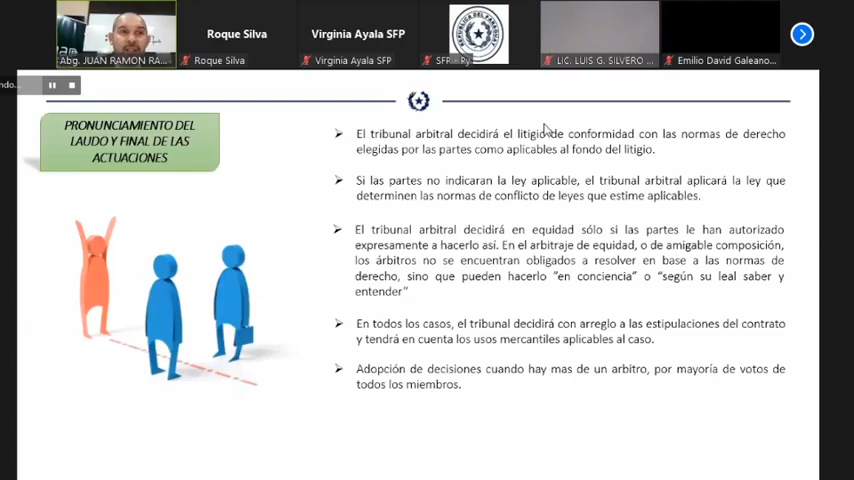 Roque Silva
Virginia Ayala SFP
Abg. JUAN RAMON RA...
Roque Silva
Virginia Ayala SFP
LIC. LUIS G. SILVERO ...
Emilio David Galeano...
ndo...
PRONUNCIAMIENTO DEL
LAUDO Y FINAL DE LAS
ACTUACIONES
➤ El tribunal arbitral decidirá el litigio de conformidad con las normas de derecho
elegidas por las partes como aplicables al fondo del litigio.
➤ Si las partes no indicaran la ley aplicable, el tribunal arbitral aplicará la ley que
determinen las normas de conflicto de leyes que estime aplicables.
➤ El tribunal arbitral decidirá en equidad sólo si las partes le han autorizado
expresamente a hacerlo así. En el arbitraje de equidad, o de amigable composición,
los árbitros no se encuentran obligados a resolver en base a las normas de
derecho, sino que pueden hacerlo "en conciencia" o "según su leal saber y
entender"
➤ En todos los casos, el tribunal decidirá con arreglo a las estipulaciones del contrato
y tendrá en cuenta los usos mercantiles aplicables al caso.
➤ Adopción de decisiones cuando hay mas de un arbitro, por mayoría de votos de
todos los miembros.